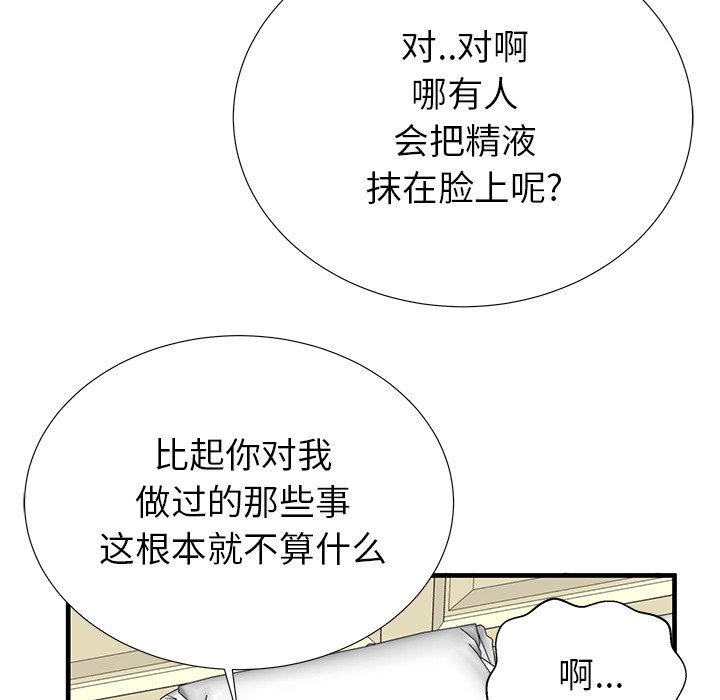 对..对啊
哪有人
会把精液
抹在脸上呢?
比起你对我
做过的那些事
这根本就不算什么
啊...